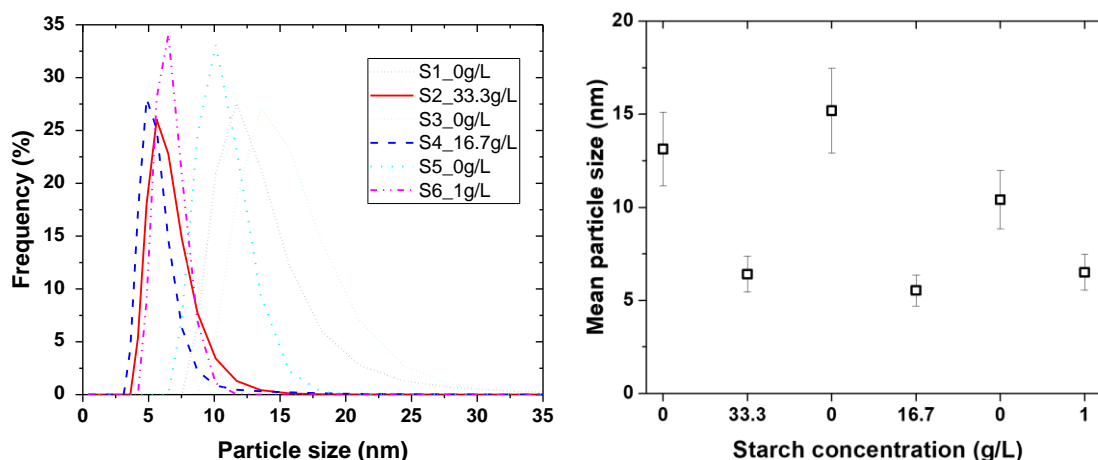 35
30
25
20
15
10
5
0
Frequency (%)
S1_0g/L
S2_33.3g/L
S3_0g/L
S4_16.7g/L
S5_0g/L
S6_1g/L
0 5 10 15 20 25 30 35
Particle size (nm)
20
15
10
5
0
Mean particle size (nm)
0 33.3 0 16.7 0 1
Starch concentration (g/L)